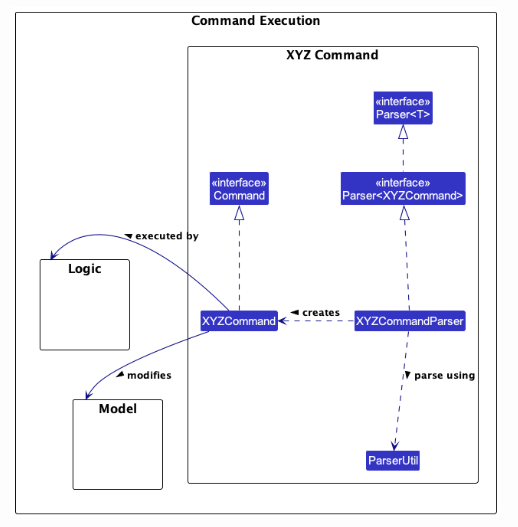 Command Execution
XYZ Command
«interface»
Parser<T>
«interface»
Command
«interface»
Parser<XYZCommand>
executed by
Logic
XYZCommand
creates
XYZCommandParser
modifies
parse using
Model
ParserUtil